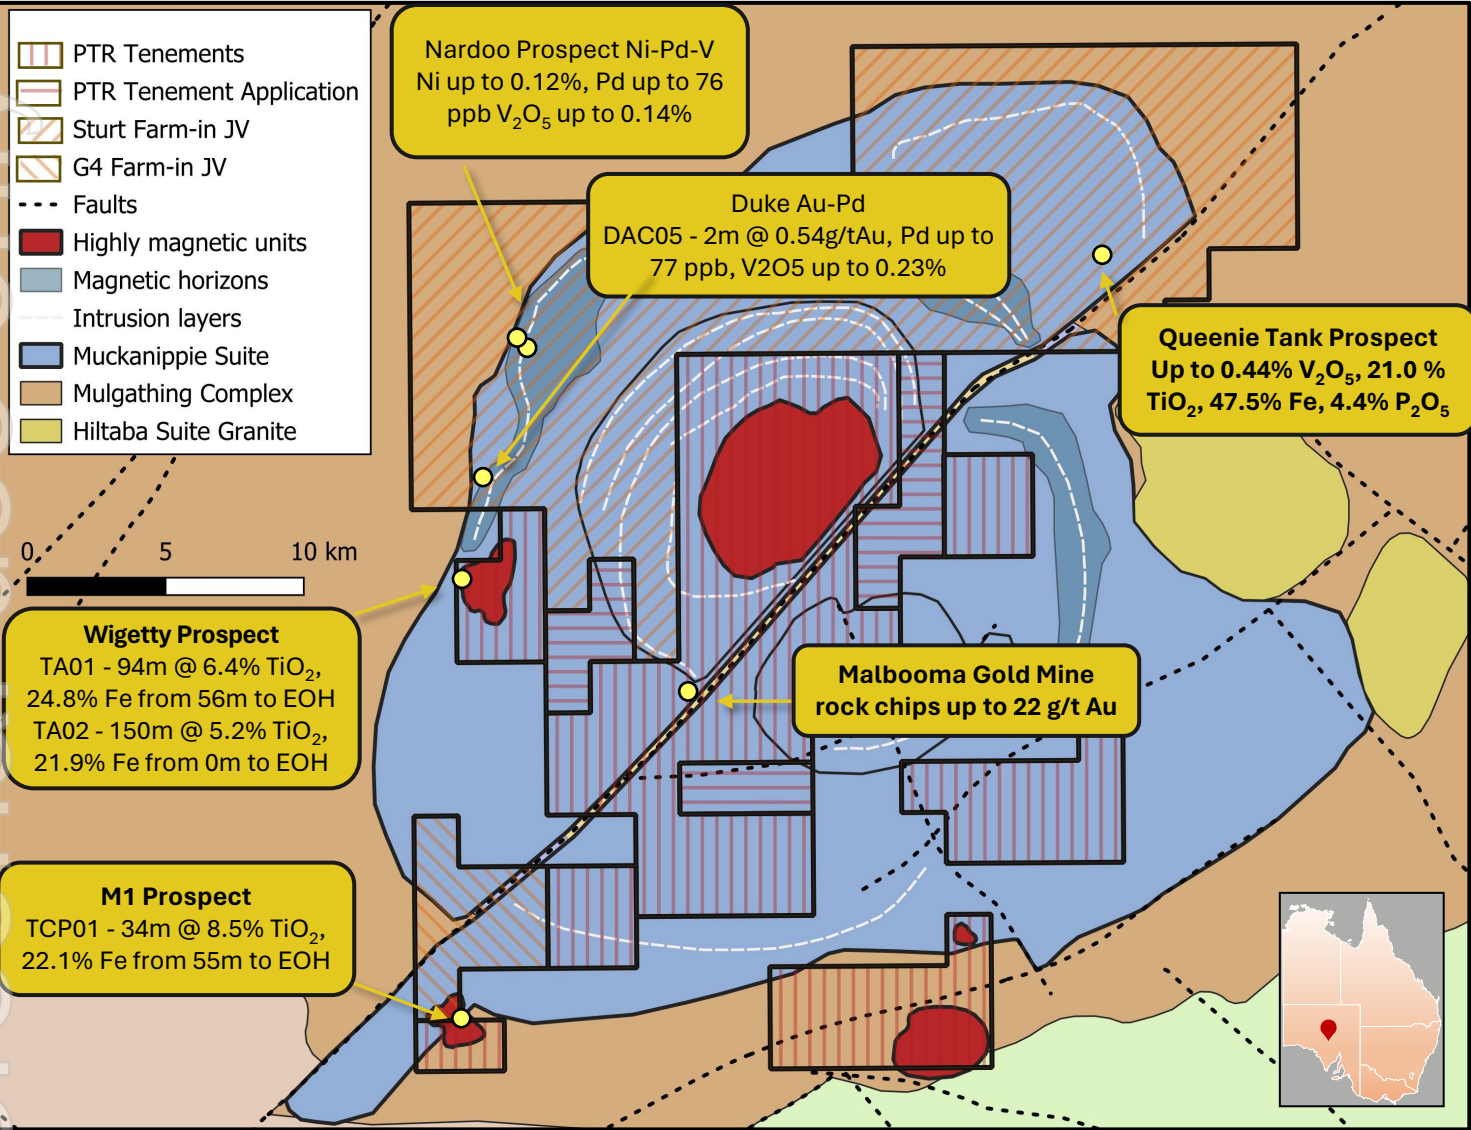 PTR Tenements
PTR Tenement Application
Sturt Farm-in JV
G4 Farm-in JV
Faults
Highly magnetic units
Magnetic horizons
Intrusion layers
Muckanippie Suite
Mulgathing Complex
Hiltaba Suite Granite
Nardoo Prospect Ni-Pd-V
Ni up to 0.12%, Pd up to 76
ppb V₂O₅ up to 0.14%
Duke Au-Pd
DAC05 - 2m @ 0.54g/tAu, Pd up to
77 ppb, V2O5 up to 0.23%
Queenie Tank Prospect
Up to 0.44% V₂O₅, 21.0 %
TiO₂, 47.5% Fe, 4.4% P₂O₅
0 5 10 km
Wigetty Prospect
TA01 - 94m @ 6.4% TiO₂,
24.8% Fe from 56m to EOH
TA02 - 150m @ 5.2% TiO₂,
21.9% Fe from 0m to EOH
Malbooma Gold Mine
rock chips up to 22 g/t Au
M1 Prospect
TCP01 - 34m @ 8.5% TiO₂,
22.1% Fe from 55m to EOH